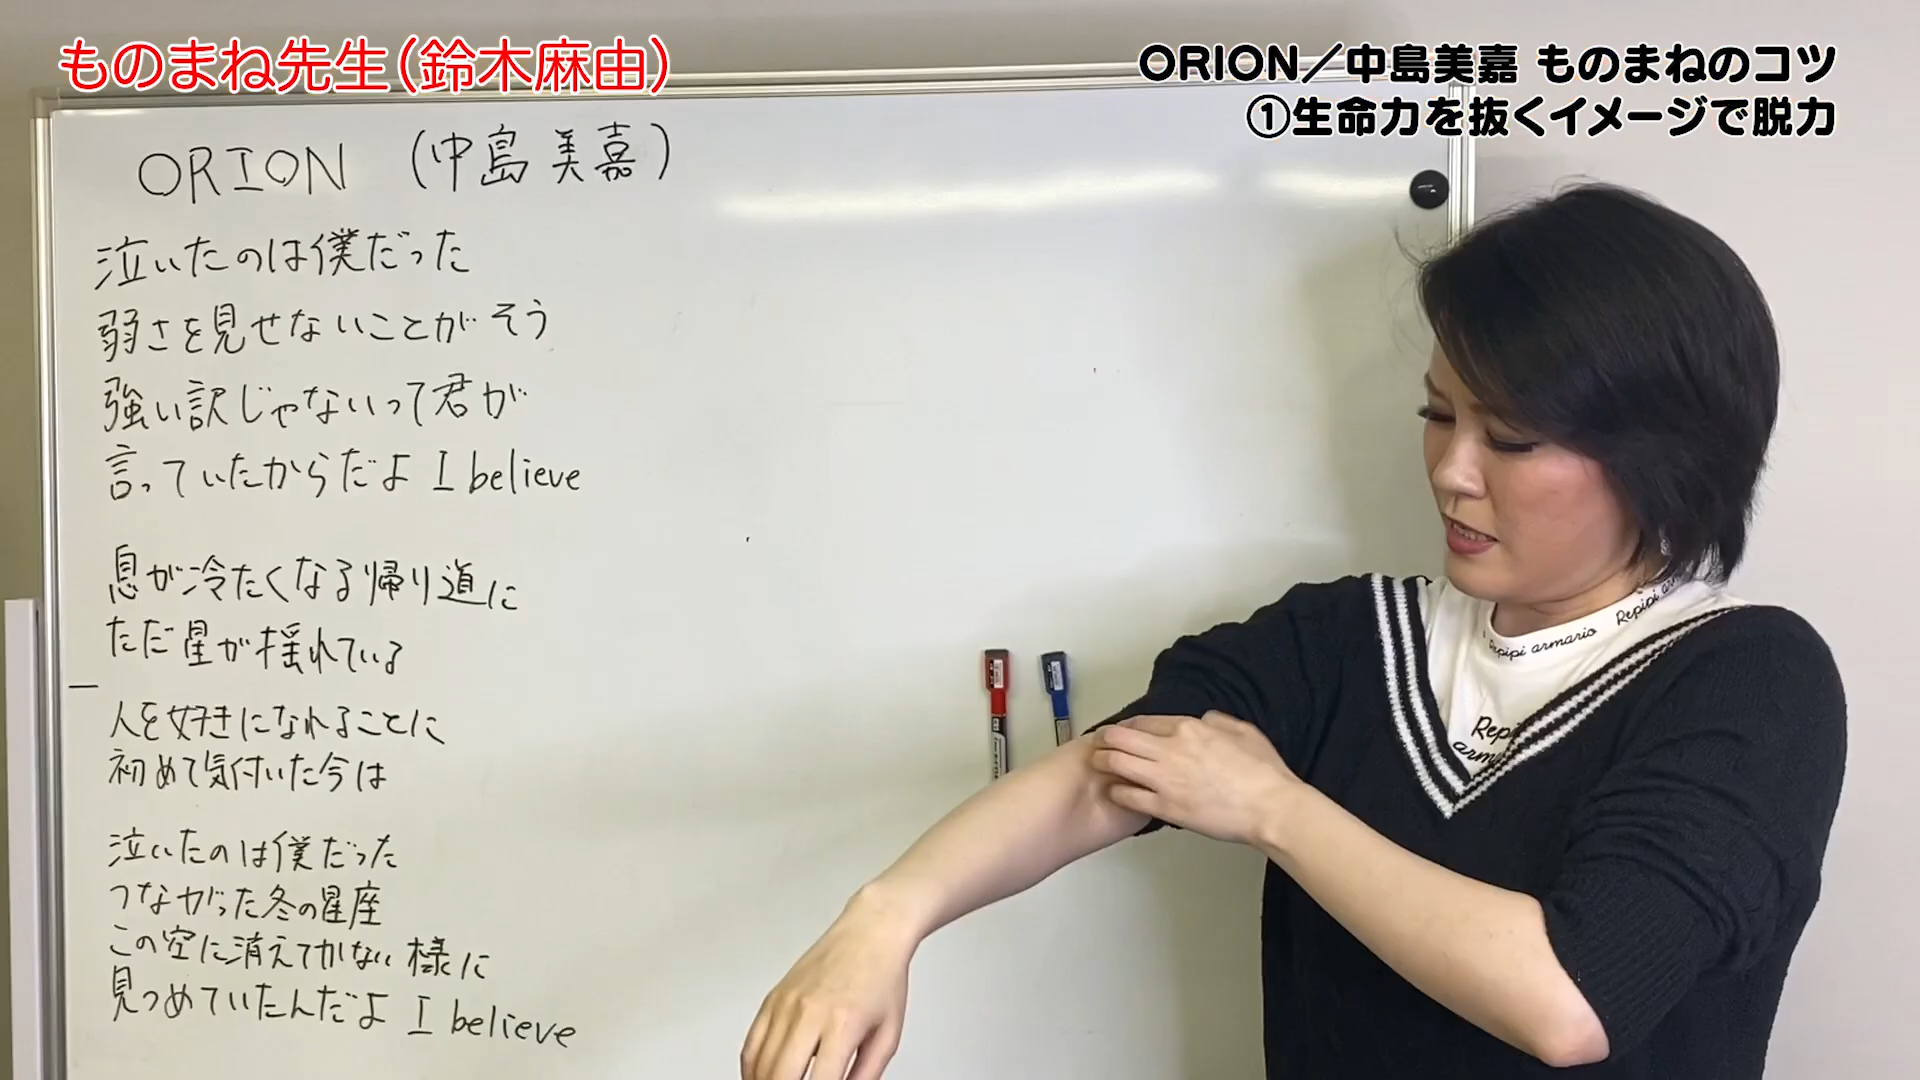 ものまね先生(鈴木麻由)
ORION/中島美嘉 ものまねのコツ
①生命力を抜くイメージで脱力
ORION (中島美嘉)
泣いたのは僕だった
弱さを見せないことが そう
強い訳じゃないって君が
言っていたからだよ I believe
息が冷たくなる帰り道に
ただ星が揺れている
人を好きになれることに
初めて気付いた今は
泣いたのは僕だった
つながった冬の星座
この空に消えてかない様に
見つめていたんだよ I believe
Repipi armario
Repipi ar
Repi
arm